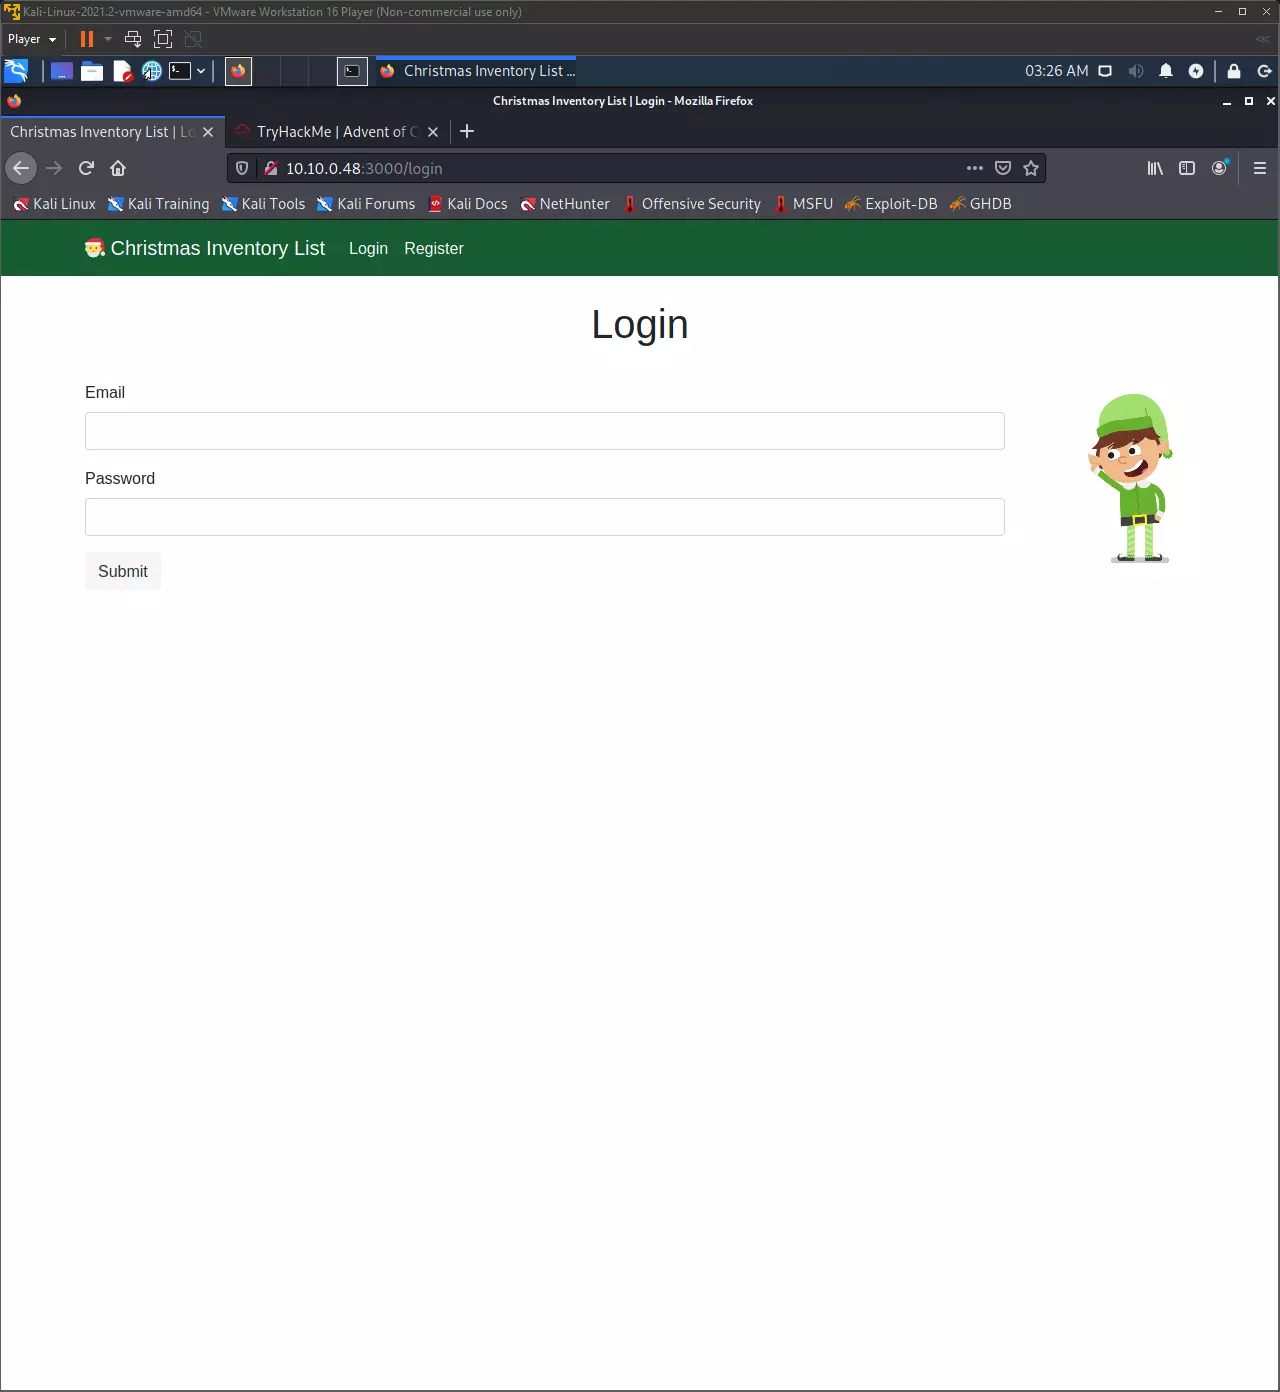 Kali-Linux-2021.2-vmware-amd64 - VMware Workstation 16 Player (Non-commercial use only)
Player
Christmas Inventory List ...
03:26 AM
Christmas Inventory List | Login - Mozilla Firefox
Christmas Inventory List | Lo
TryHackMe | Advent of C
10.10.0.48:3000/login
Kali Linux Kali Training Kali Tools Kali Forums Kali Docs NetHunter Offensive Security MSFU Exploit-DB GHDB
Christmas Inventory List Login Register
Login
Email
Password
Submit